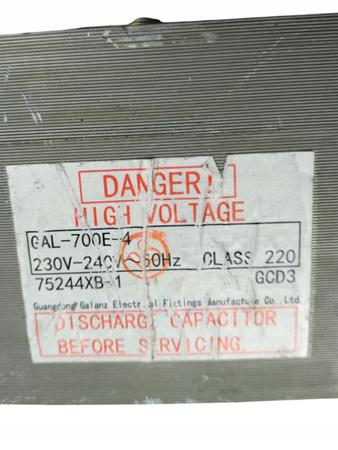 DANGER!
HIGH VOLTAGE
GAL-700E-4
230V-240V~50Hz CLASS 220
75244XB-1 GCD3
Guangdong Galanz Electrical Fittings Manufacture Co., Ltd.
DISCHARGE CAPACITOR
BEFORE SERVICING.